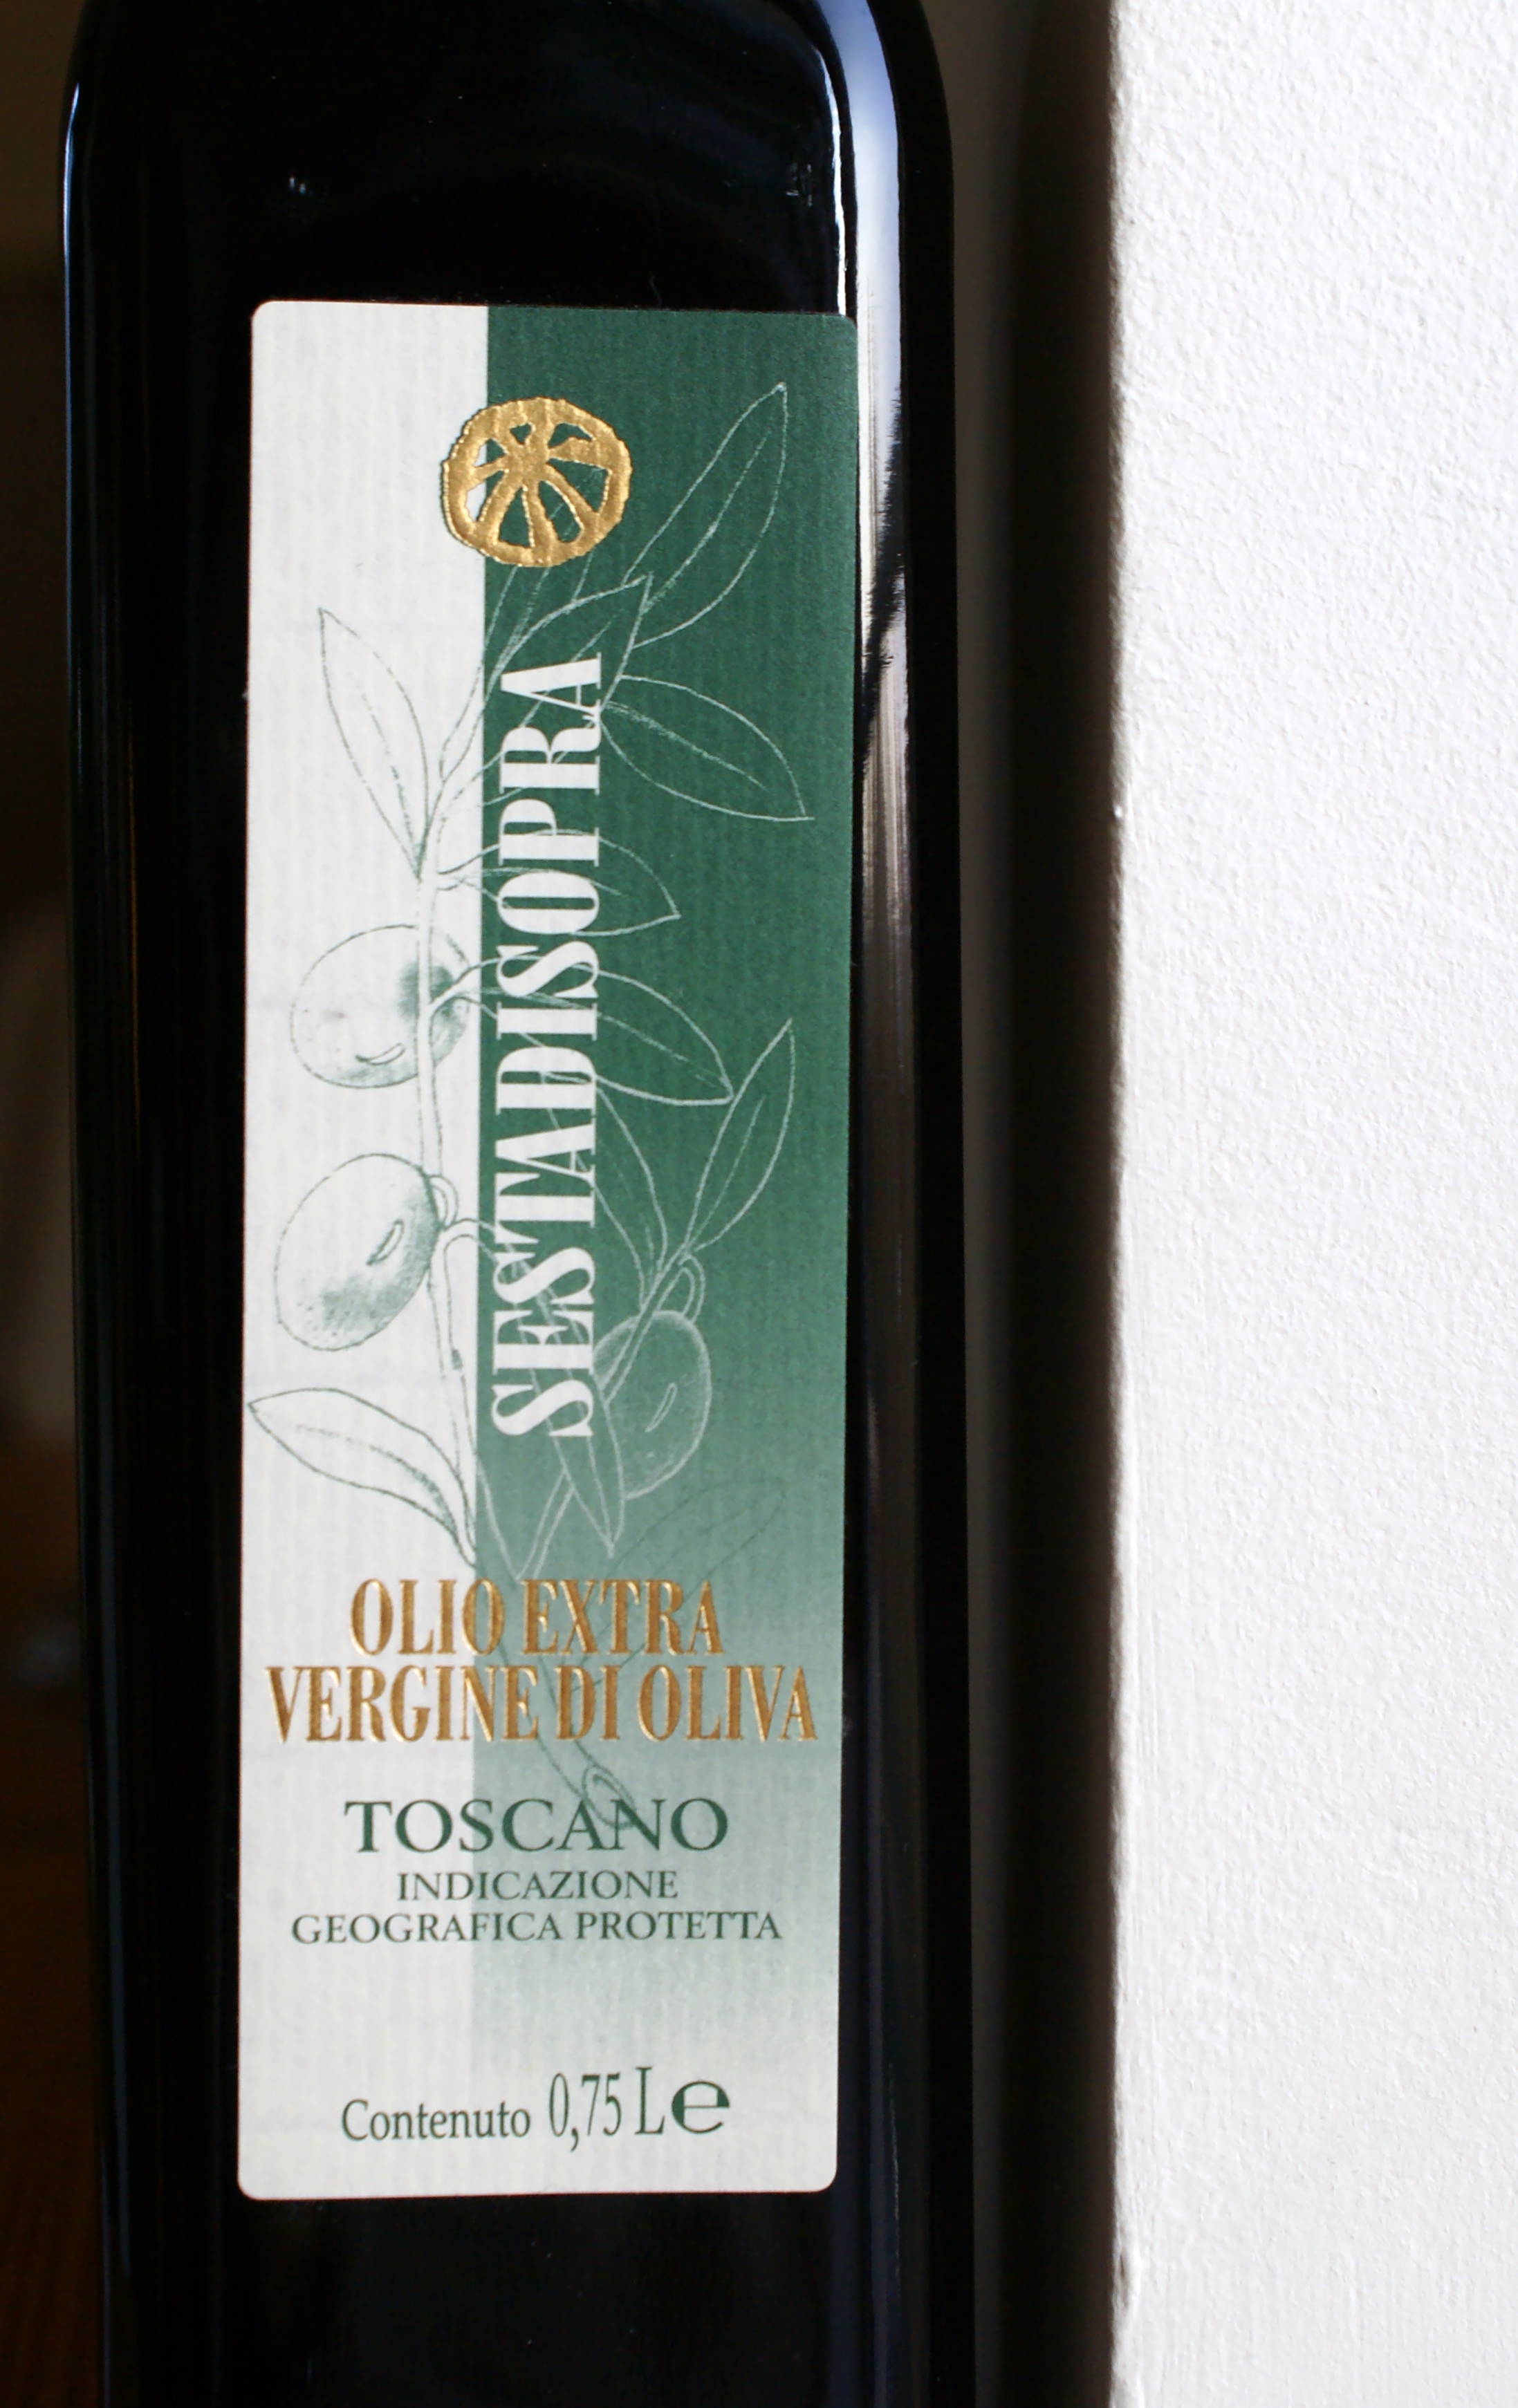 SESTADISOPRA
OLIO EXTRA
VERGINE DI OLIVA
TOSCANO
INDICAZIONE
GEOGRAFICA PROTETTA
Contenuto 0,75 L e